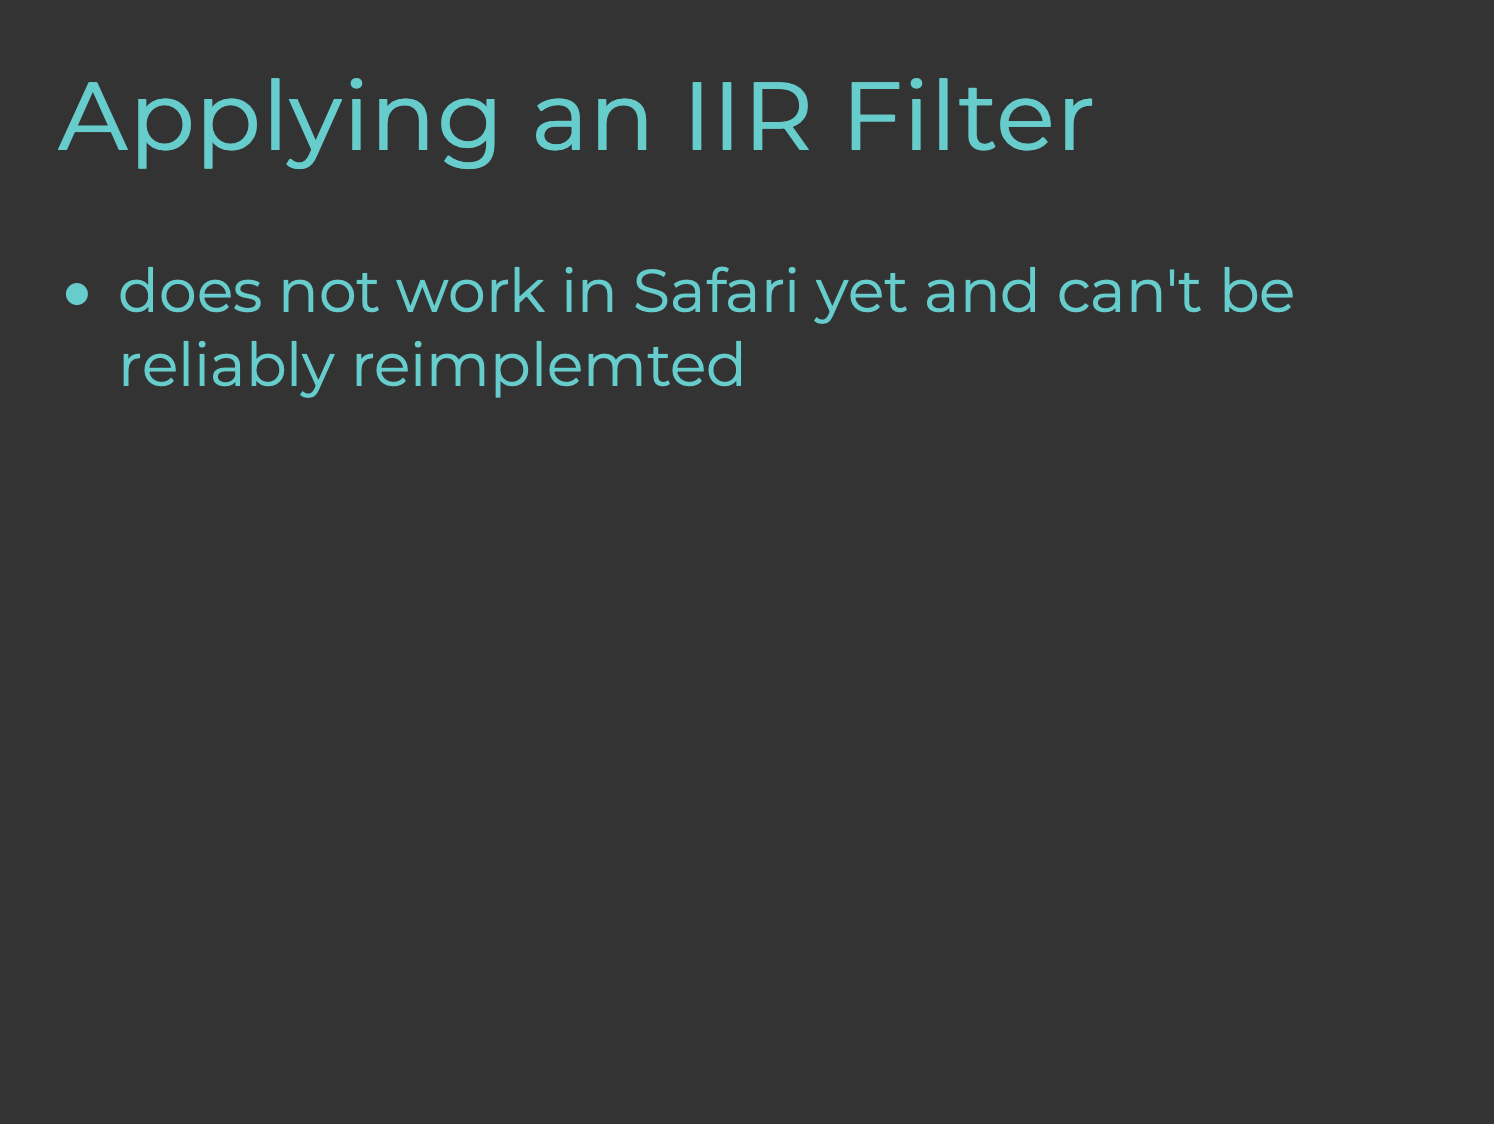 Applying an IIR Filter
● does not work in Safari yet and can't be
reliably reimplemted